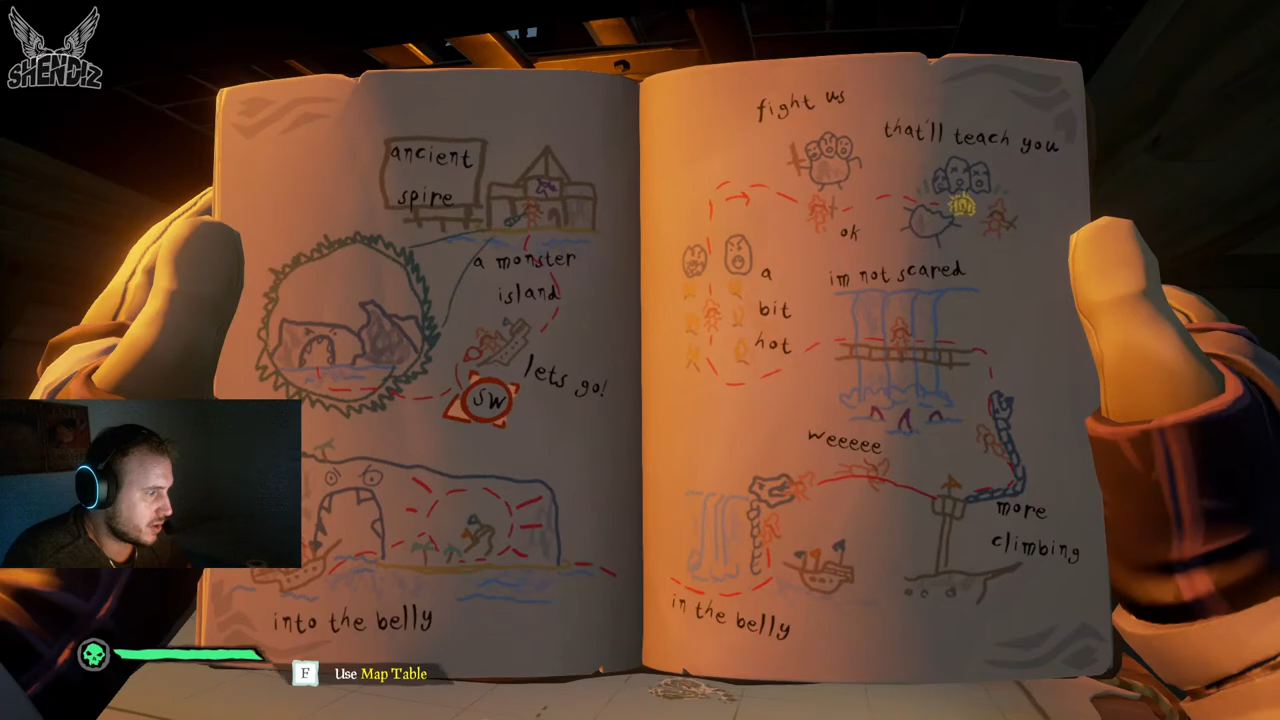 SHENDIZ
ancient
spire
a monster
island
lets go!
SW
into the belly
fight us
that'll teach you
ok
a
bit
hot
im not scared
weeeee
more
climbing
in the belly
F Use Map Table